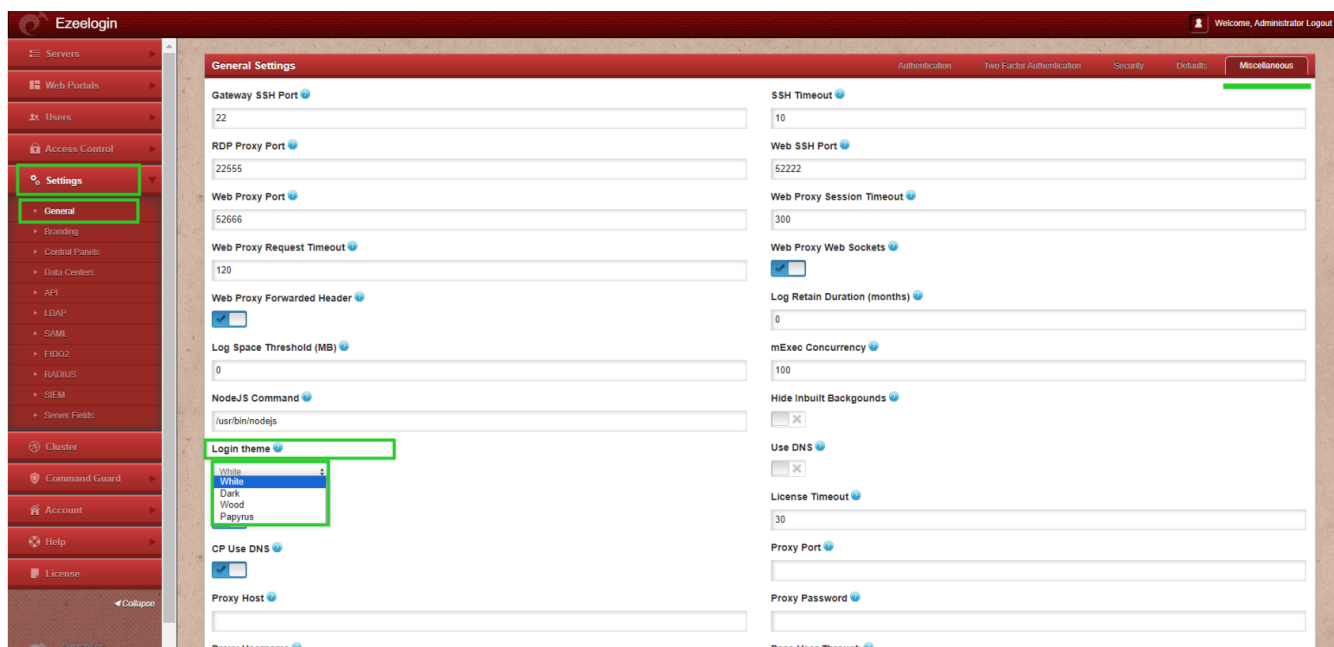 Ezeelogin
Welcome, Administrator Logout
Servers
Web Portals
Users
Access Control
Settings
General
Branding
Control Panels
Data Centers
API
LDAP
SAML
FIDO2
RADIUS
SIEM
Server Fields
Cluster
Command Guard
Account
Help
License
Collapse
General Settings
Authentication Two Factor Authentication Security Defaults Miscellaneous
Gateway SSH Port
22
SSH Timeout
10
RDP Proxy Port
22555
Web SSH Port
52222
Web Proxy Port
52666
Web Proxy Session Timeout
300
Web Proxy Request Timeout
120
Web Proxy Web Sockets
Web Proxy Forwarded Header
Log Retain Duration (months)
0
Log Space Threshold (MB)
0
mExec Concurrency
100
NodeJS Command
/usr/bin/nodejs
Hide Inbuilt Backgounds
Login theme
White
White
Dark
Wood
Papyrus
Use DNS
License Timeout
30
CP Use DNS
Proxy Port
Proxy Host
Proxy Password